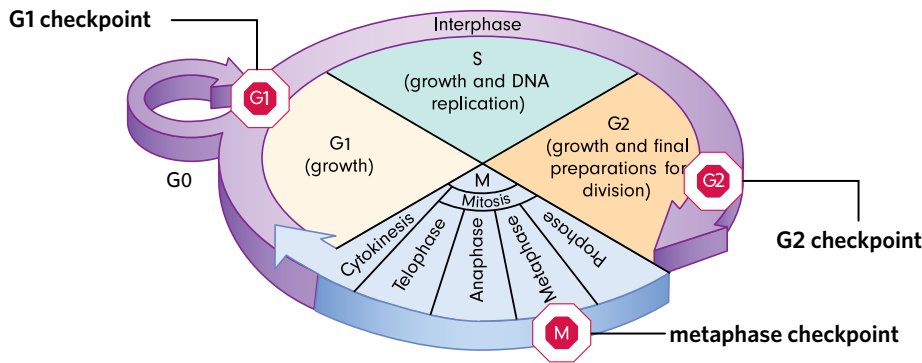 G1 checkpoint
Interphase
S
(growth and DNA
replication)
G1
G1
(growth)
G2
(growth and final
preparations for
division)
G2
G0
M
Mitosis
Cytokinesis
Telophase
Anaphase
Metaphase
Prophase
G2 checkpoint
M
metaphase checkpoint